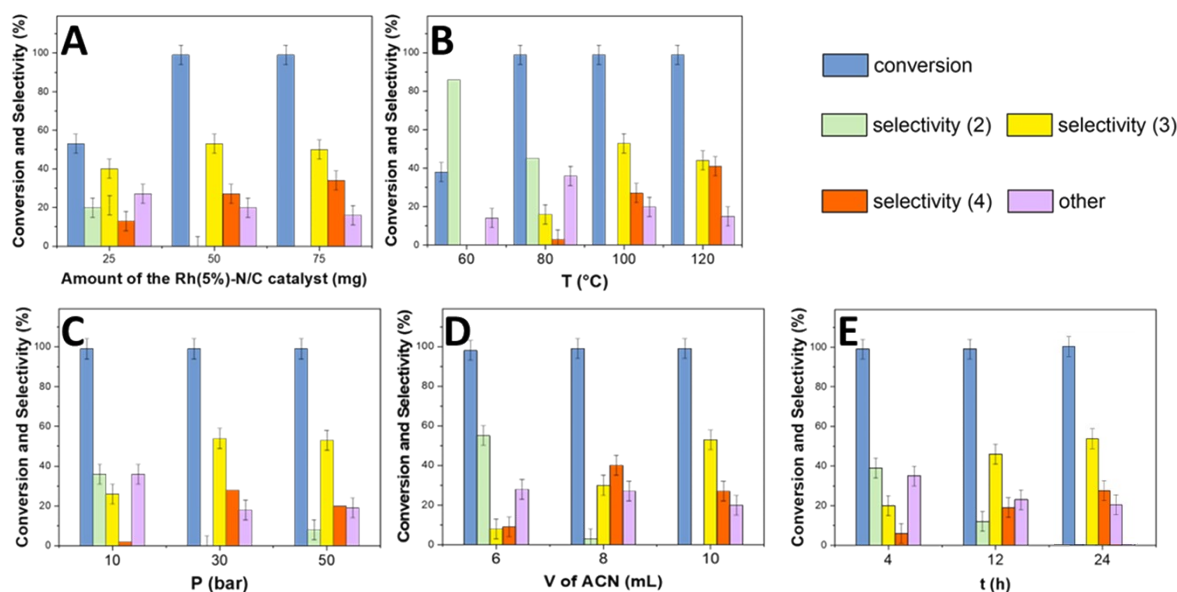 A
Conversion and Selectivity (%)
100
80
60
40
20
0
25
50
75
Amount of the Rh(5%)-N/C catalyst (mg)
B
Conversion and Selectivity (%)
100
80
60
40
20
0
60
80
100
120
T (°C)
conversion
selectivity (2)
selectivity (3)
selectivity (4)
other
C
Conversion and Selectivity (%)
100
80
60
40
20
0
10
30
50
P (bar)
D
Conversion and Selectivity (%)
100
80
60
40
20
0
6
8
10
V of ACN (mL)
E
Conversion and Selectivity (%)
100
80
60
40
20
0
4
12
24
t (h)